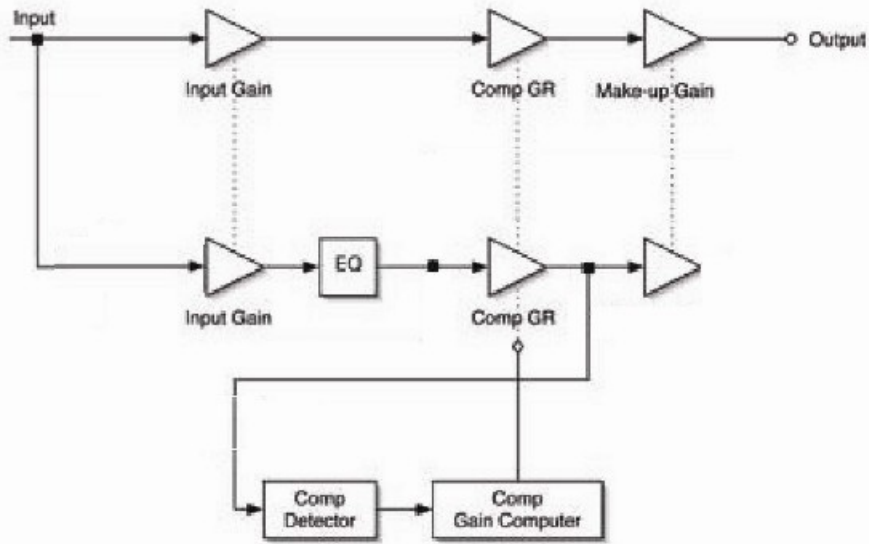 Input
Output
Input Gain
Comp GR
Make-up Gain
EQ
Input Gain
Comp GR
Comp
Detector
Comp
Gain Computer